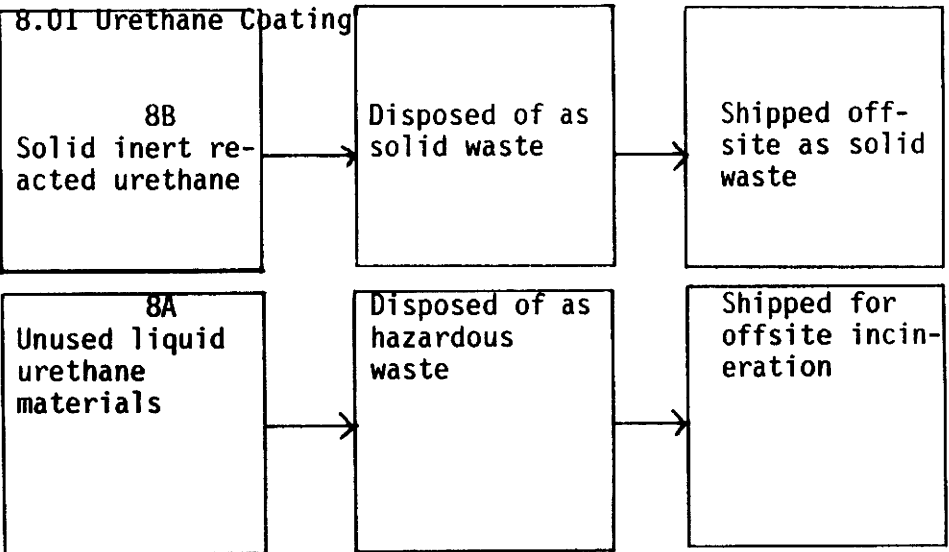 8.01 Urethane Coating
8B
Solid inert re-
acted urethane
Disposed of as
solid waste
Shipped off-
site as solid
waste
8A
Unused liquid
urethane
materials
Disposed of as
hazardous
waste
Shipped for
offsite incin-
eration